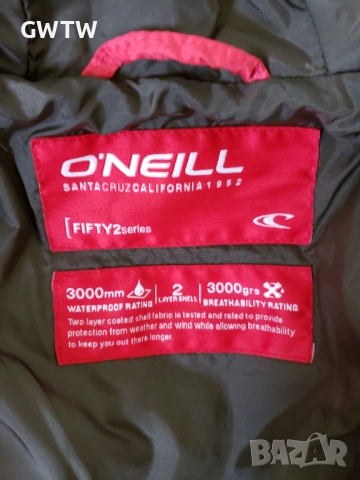 GWTW
O'NEILL
SANTACRUZCALIFORNIA1952
[FIFTY2series
3000mm
WATERPROOF RATING
2
LAYER SHELL
3000grs
BREATHABILITY RATING
Two layer coated shell fabric is tested and rated to provide
protection from weather and wind while allowing breathability
to keep you out there longer.
BAZAR.bg